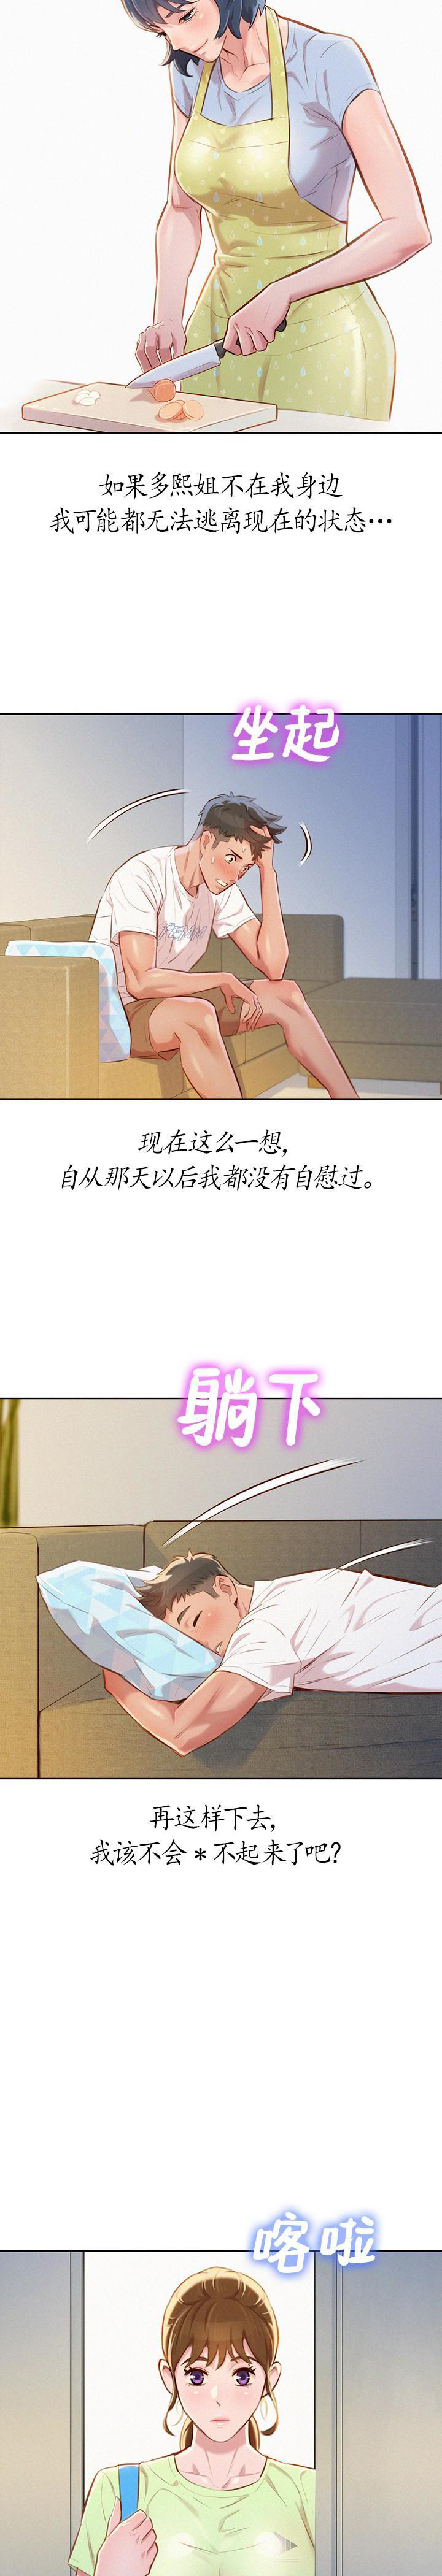 如果多熙姐不在我身边
我可能都无法逃离现在的状态…
坐起
现在这么一想,
自从那天以后我都没有自慰过。
躺下
再这样下去,
我该不会*不起来了吧?
喀啦